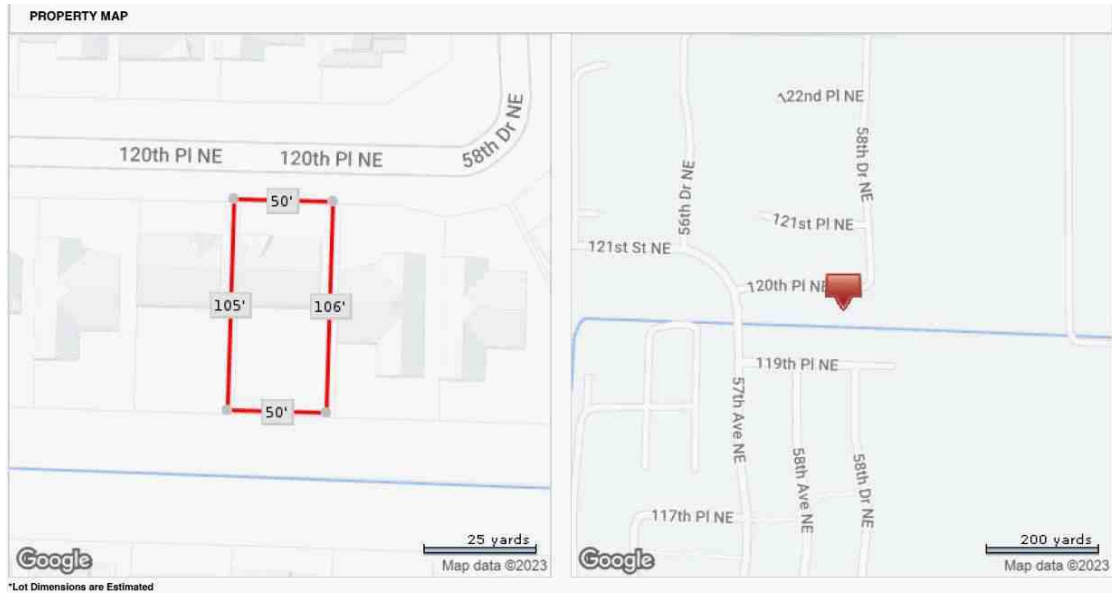 PROPERTY MAP
120th Pl NE
120th Pl NE
58th Dr NE
50'
105'
106'
50'
Google
25 yards
Map data ©2023
22nd Pl NE
58th Dr NE
56th Dr NE
121st Pl NE
121st St NE
120th Pl NE
119th Pl NE
57th Ave NE
58th Ave NE
58th Dr NE
117th Pl NE
Google
200 yards
Map data ©2023
*Lot Dimensions are Estimated